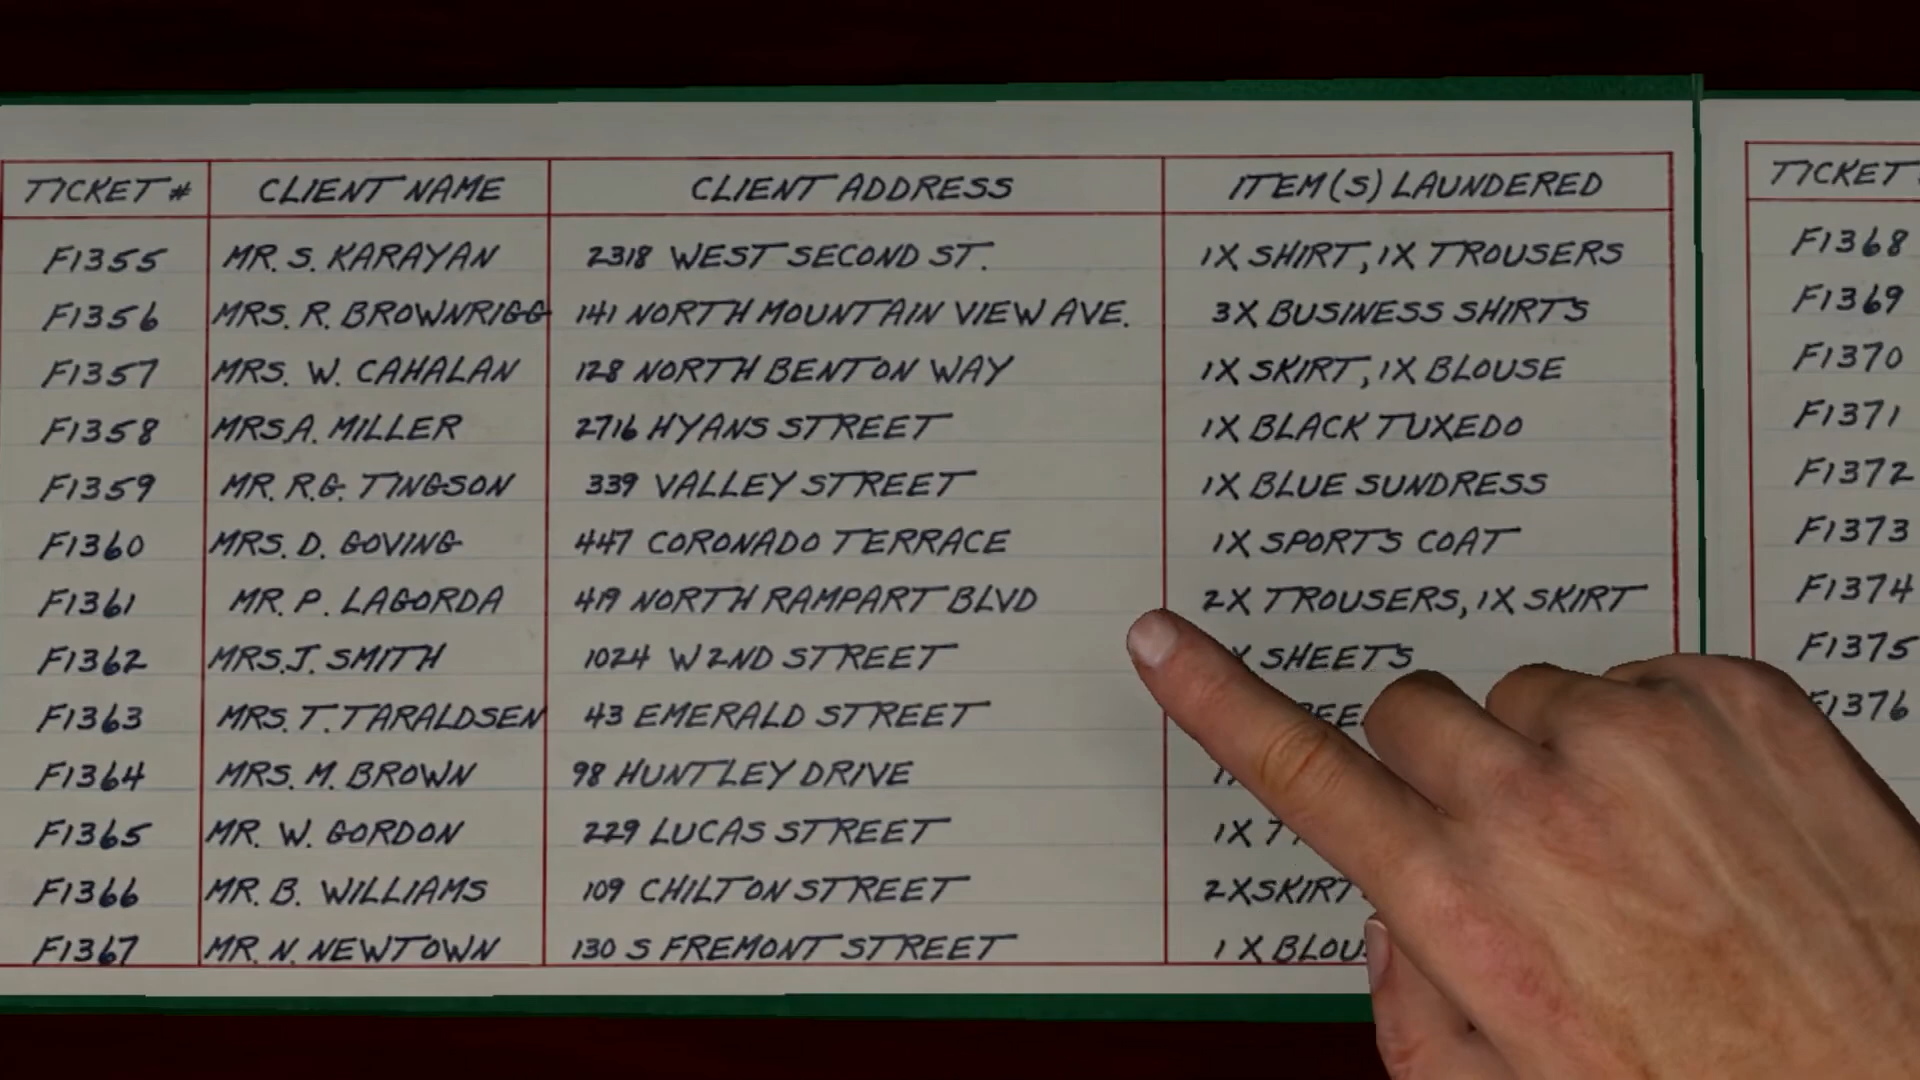 TICKET # CLIENT NAME CLIENT ADDRESS ITEM(S) LAUNDERED
F1355 MR. S. KARAYAN 2318 WEST SECOND ST. 1X SHIRT, 1X TROUSERS
F1356 MRS. R. BROWNRIGG 141 NORTH MOUNTAIN VIEW AVE. 3X BUSINESS SHIRTS
F1357 MRS. W. CAHALAN 128 NORTH BENTON WAY 1X SKIRT, 1X BLOUSE
F1358 MRS.A. MILLER 2716 HYANS STREET 1X BLACK TUXEDO
F1359 MR. R.G. TINGSON 339 VALLEY STREET 1X BLUE SUNDRESS
F1360 MRS. D. GOVING 447 CORONADO TERRACE 1X SPORTS COAT
F1361 MR. P. LAGORDA 419 NORTH RAMPART BLVD 2X TROUSERS, 1X SKIRT
F1362 MRS.J. SMITH 1024 W 2ND STREET SHEETS
F1363 MRS. T. TARALDSEN 43 EMERALD STREET
F1364 MRS. M. BROWN 98 HUNTLEY DRIVE
F1365 MR. W. GORDON 229 LUCAS STREET 1X
F1366 MR. B. WILLIAMS 109 CHILTON STREET 2X SKIRT
F1367 MR. N. NEWTOWN 130 S FREMONT STREET 1 X
TICKET
F1368
F1369
F1370
F1371
F1372
F1373
F1374
F1375
F1376